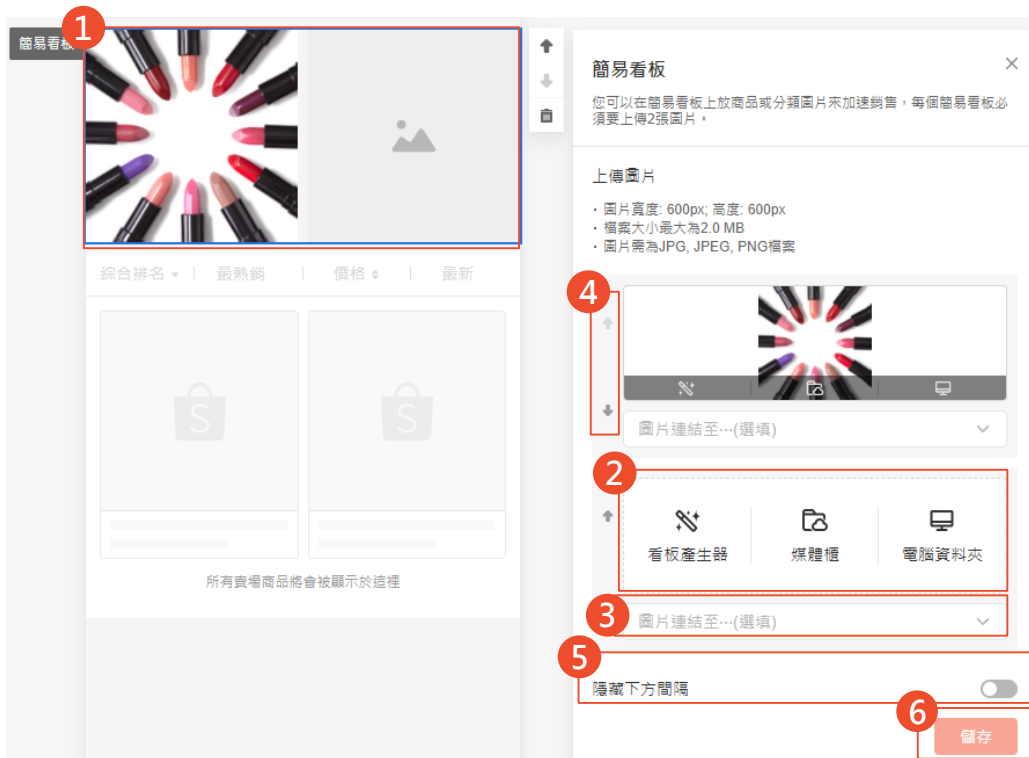 1
簡易看板
綜合排名
最熱銷
價格
最新
S
S
所有賣場商品將會被顯示於這裡
簡易看板
您可以在簡易看板上放商品或分類圖片來加速銷售，每個簡易看板必
須要上傳2張圖片。
上傳圖片
・圖片寬度: 600px; 高度: 600px
・檔案大小最大為2.0 MB
・圖片需為JPG, JPEG, PNG檔案
4
圖片連結至…(選填)
2
看板產生器
媒體櫃
電腦資料夾
3
圖片連結至…(選填)
5
隱藏下方間隔
6
儲存